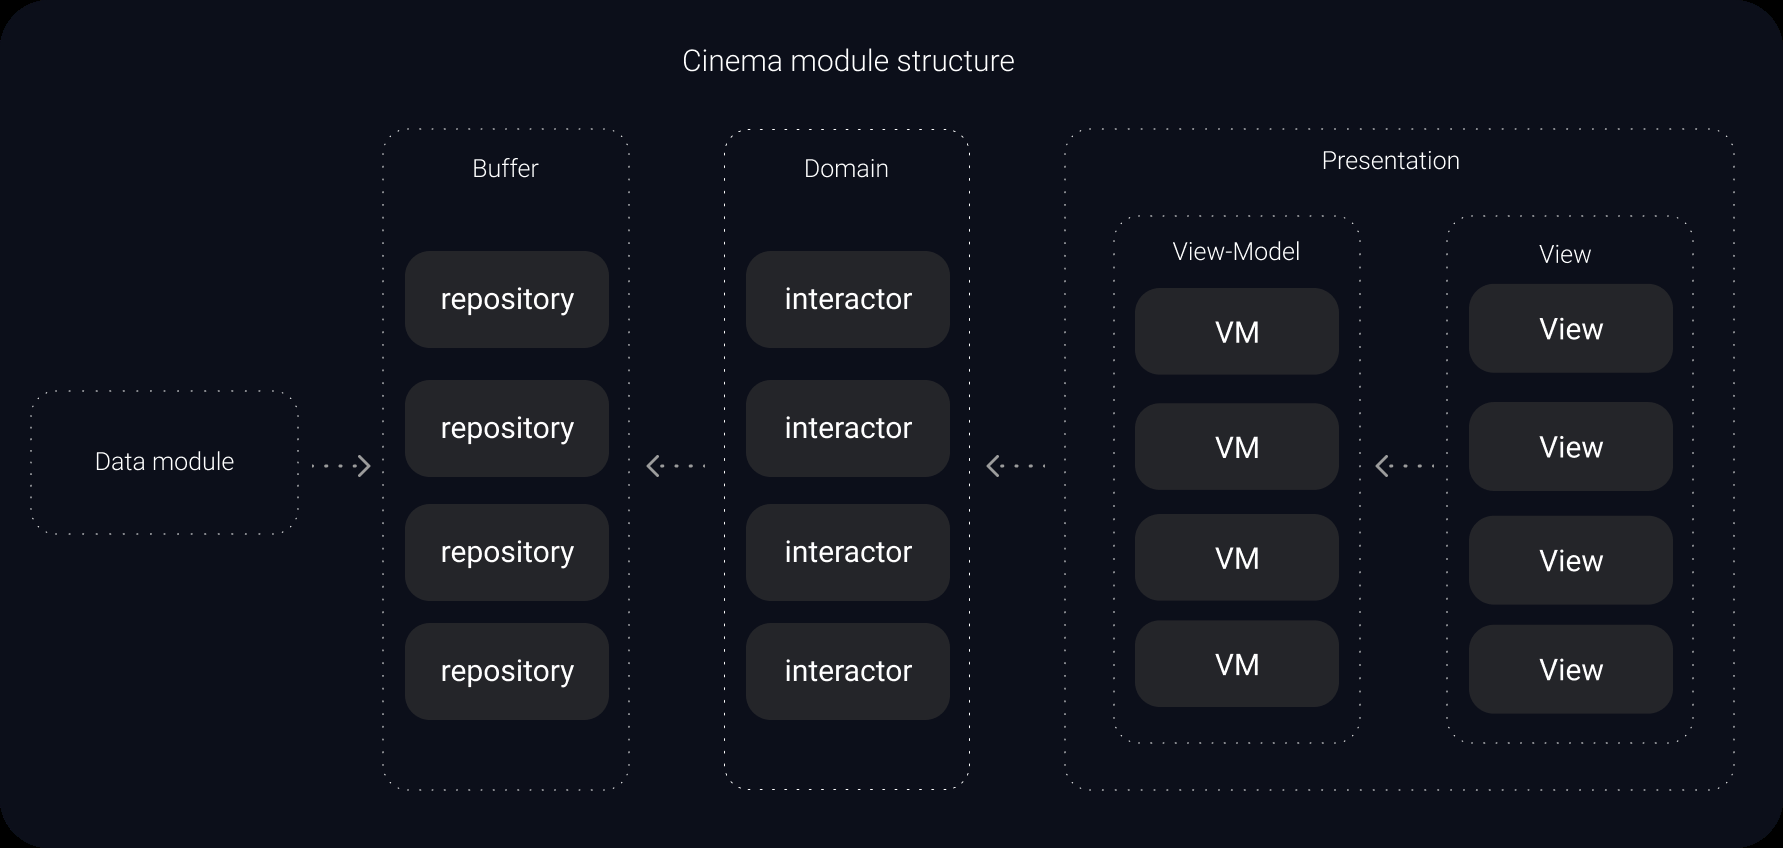 Cinema module structure
Data module
Buffer
repository
repository
repository
repository
Domain
interactor
interactor
interactor
interactor
Presentation
View-Model
VM
VM
VM
VM
View
View
View
View
View